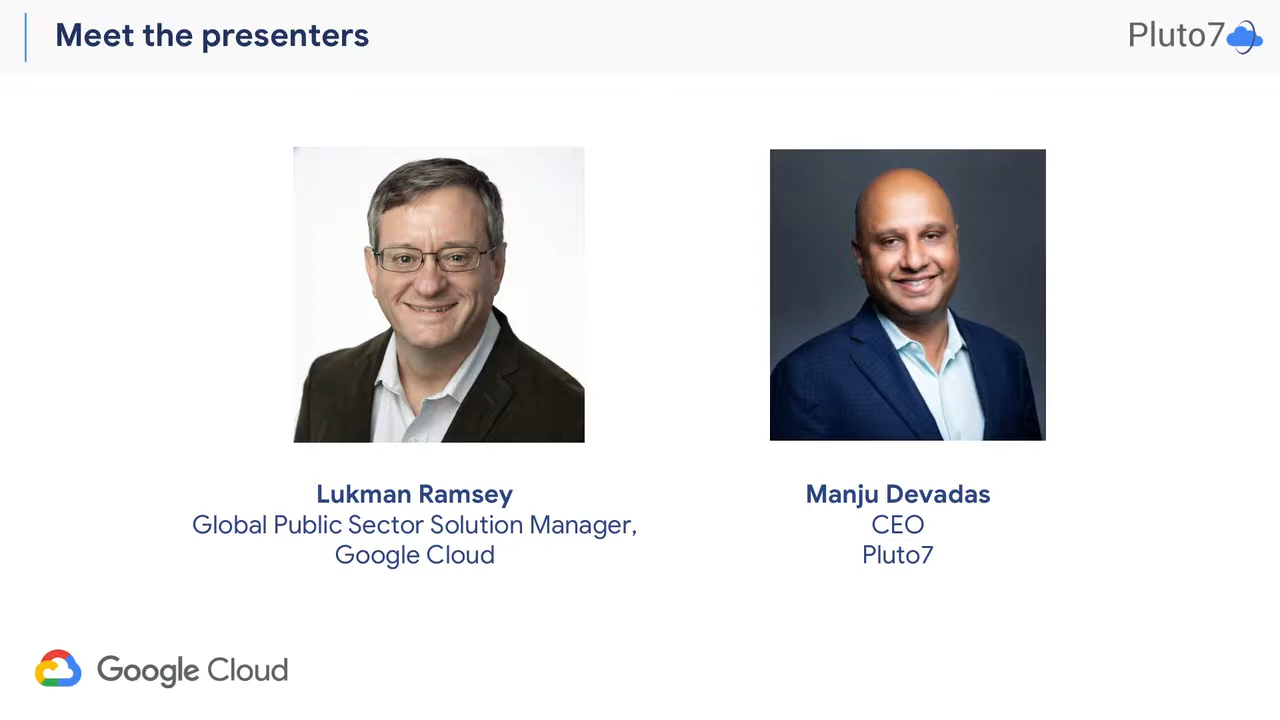 Meet the presenters
Pluto7
Lukman Ramsey
Global Public Sector Solution Manager,
Google Cloud
Manju Devadas
CEO
Pluto7
Google Cloud